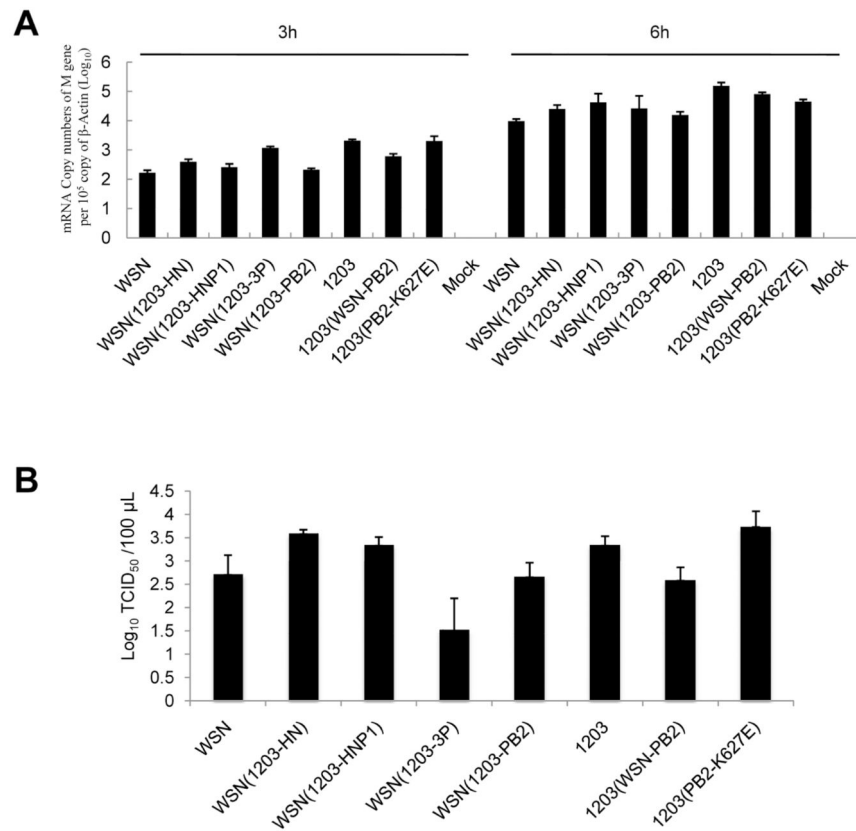 A
3h
6h
mRNA Copy numbers of M gene
per 10⁵ copy of β-Actin (Log₁₀)
6
5
4
3
2
1
0
WSN
WSN(1203-HN)
WSN(1203-HNP1)
WSN(1203-3P)
WSN(1203-PB2)
1203
1203(WSN-PB2)
1203(PB2-K627E)
Mock
WSN
WSN(1203-HN)
WSN(1203-HNP1)
WSN(1203-3P)
WSN(1203-PB2)
1203
1203(WSN-PB2)
1203(PB2-K627E)
Mock
B
Log₁₀ TCID₅₀ /100 µL
4.5
4
3.5
3
2.5
2
1.5
1
0.5
0
WSN
WSN(1203-HN)
WSN(1203-HNP1)
WSN(1203-3P)
WSN(1203-PB2)
1203
1203(WSN-PB2)
1203(PB2-K627E)